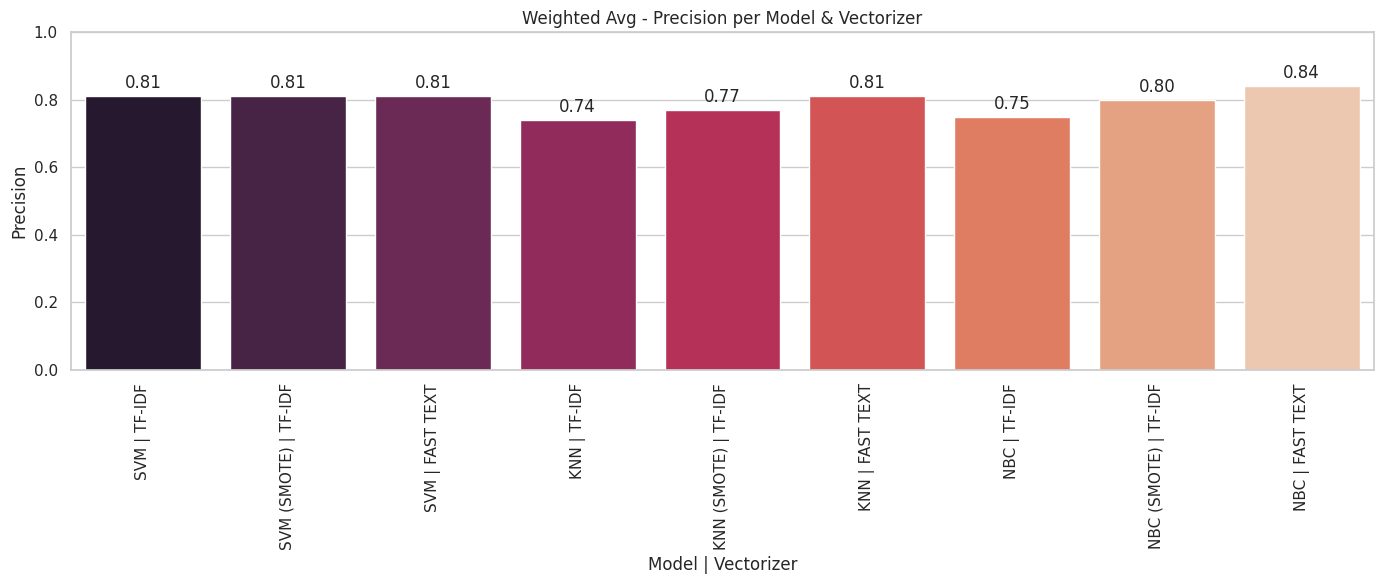 Weighted Avg - Precision per Model & Vectorizer
Precision
1.0
0.8
0.6
0.4
0.2
0.0
0.81
0.81
0.81
0.74
0.77
0.81
0.75
0.80
0.84
SVM | TF-IDF
SVM (SMOTE) | TF-IDF
SVM | FAST TEXT
KNN | TF-IDF
KNN (SMOTE) | TF-IDF
KNN | FAST TEXT
NBC | TF-IDF
NBC (SMOTE) | TF-IDF
NBC | FAST TEXT
Model | Vectorizer